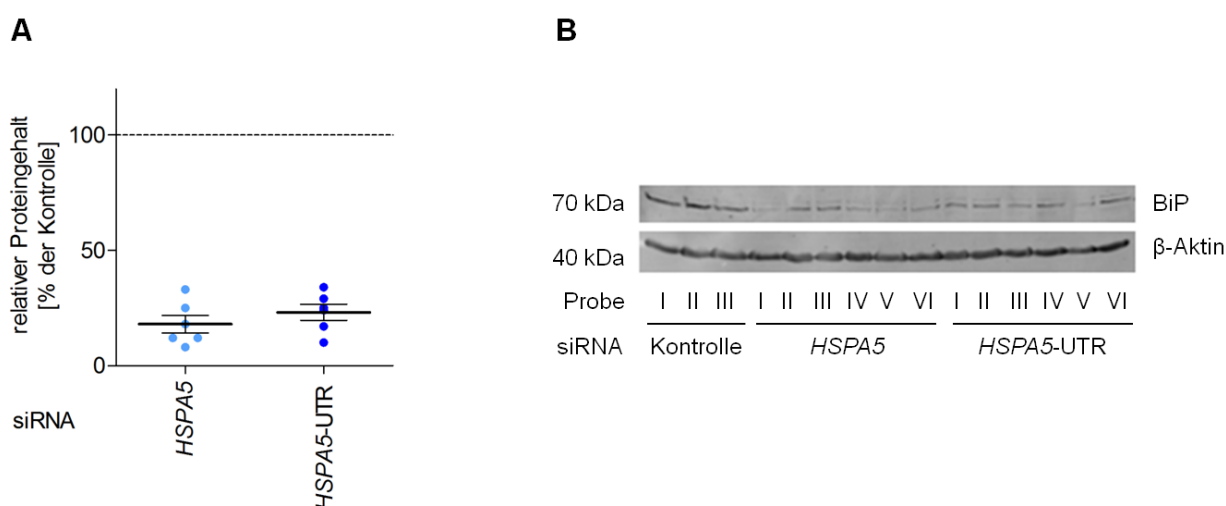 A
relativer Proteingehalt
[% der Kontrolle]
100
50
0
siRNA
HSPA5
HSPA5-UTR
B
70 kDa
BiP
40 kDa
β-Aktin
Probe I II III I II III IV V VI I II III IV V VI
siRNA Kontrolle HSPA5 HSPA5-UTR